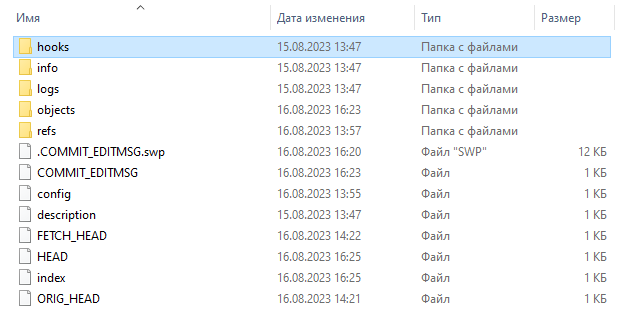 Имя Дата изменения Тип Размер
hooks 15.08.2023 13:47 Папка с файлами
info 15.08.2023 13:47 Папка с файлами
logs 15.08.2023 13:47 Папка с файлами
objects 16.08.2023 16:23 Папка с файлами
refs 16.08.2023 13:57 Папка с файлами
.COMMIT_EDITMSG.swp 16.08.2023 16:20 Файл "SWP" 12 КБ
COMMIT_EDITMSG 16.08.2023 16:23 Файл 1 КБ
config 16.08.2023 13:55 Файл 1 КБ
description 15.08.2023 13:47 Файл 1 КБ
FETCH_HEAD 16.08.2023 14:22 Файл 1 КБ
HEAD 16.08.2023 16:25 Файл 1 КБ
index 16.08.2023 16:25 Файл 1 КБ
ORIG_HEAD 16.08.2023 14:21 Файл 1 КБ